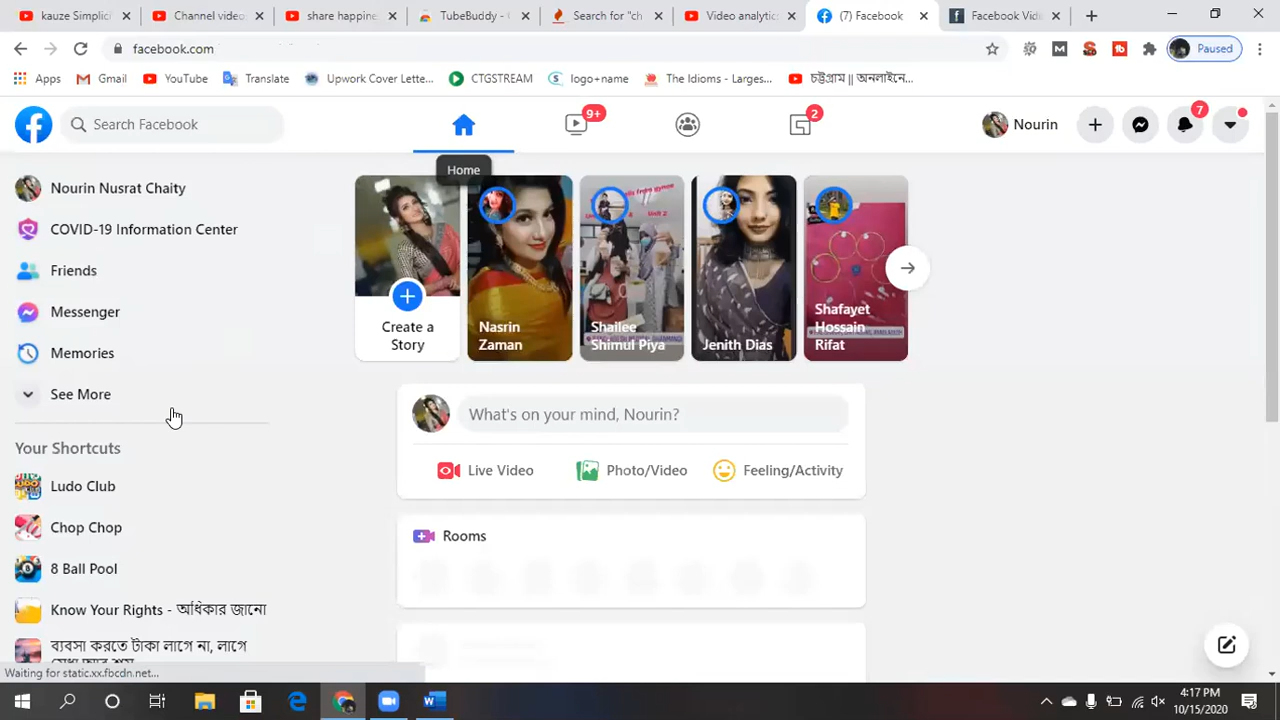 kauze Simplici
Channel video
share happine
TubeBuddy -
Search for "ch
Video analytic
(7) Facebook
Facebook Vid
facebook.com
Paused
Apps
Gmail
YouTube
Translate
Upwork Cover Lette...
CTGSTREAM
logo+name
The Idioms - Larges...
চট্টগ্রাম || অনলাইনে...
Search Facebook
9+
2
Nourin
7
Home
Nourin Nusrat Chaity
COVID-19 Information Center
Friends
Messenger
Memories
See More
Your Shortcuts
Ludo Club
Chop Chop
8 Ball Pool
Know Your Rights - অধিকার জানো
ব্যবসা করতে টাকা লাগে না, লাগে
Create a
Story
Nasrin
Zaman
Shailee
Shimul Piya
Jenith Dias
Shafayet
Hossain
Rifat
What's on your mind, Nourin?
Live Video
Photo/Video
Feeling/Activity
Rooms
Waiting for static.xx.fbcdn.net...
4:17 PM
10/15/2020